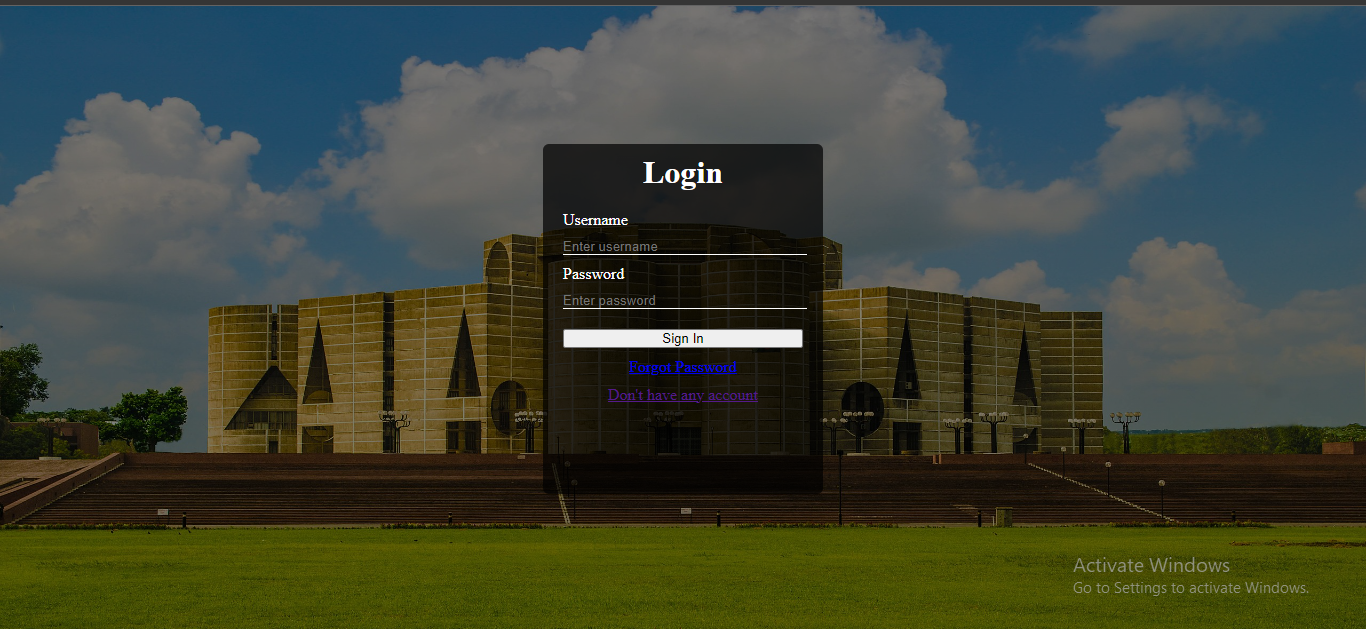 Login
Username
Enter username
Password
Enter password
Sign In
Forgot Password
Don't have any account
Activate Windows
Go to Settings to activate Windows.